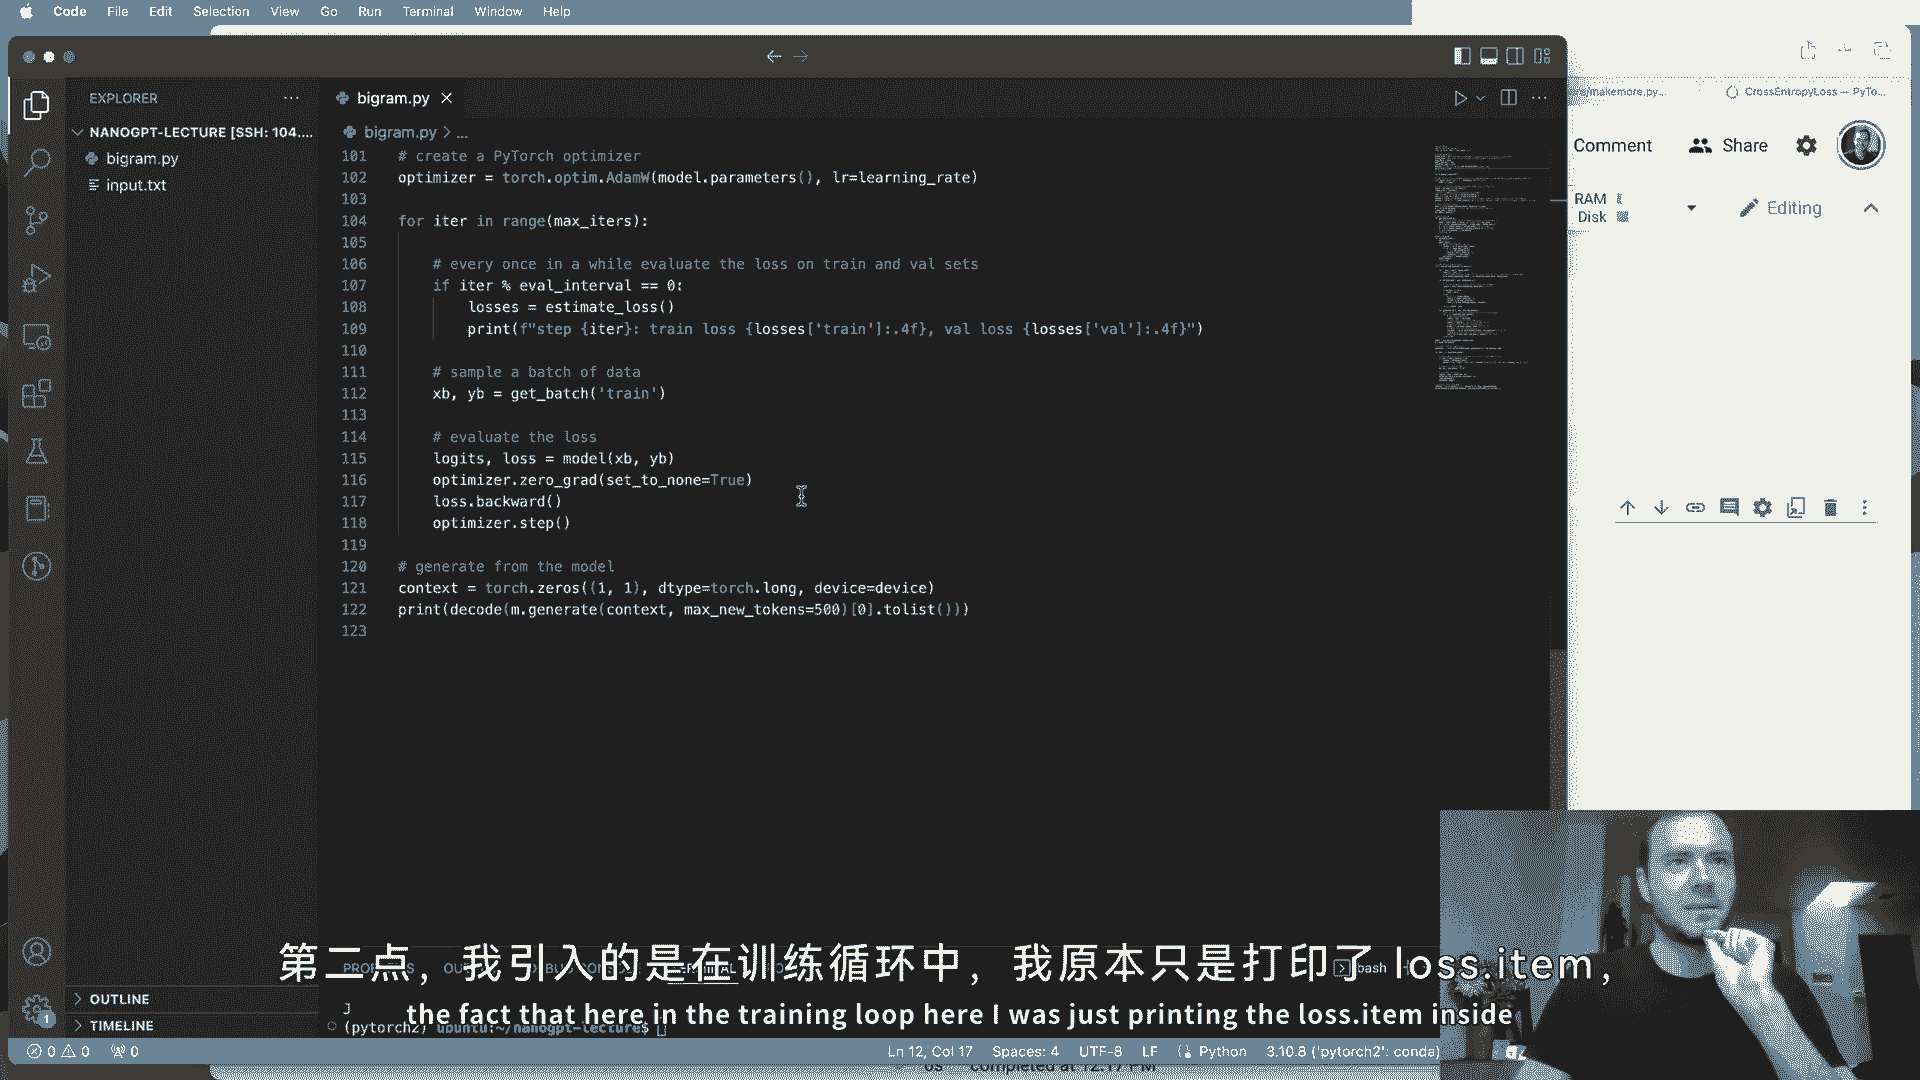 Code File Edit Selection View Go Run Terminal Window Help
EXPLORER
bigram.py
NANOGPT-LECTURE [SSH: 104....
bigram.py
input.txt
bigram.py > ...
101 # create a PyTorch optimizer
102 optimizer = torch.optim.AdamW(model.parameters(), lr=learning_rate)
103
104 for iter in range(max_iters):
105
106 # every once in a while evaluate the loss on train and val sets
107 if iter % eval_interval == 0:
108 losses = estimate_loss()
109 print(f"step {iter}: train loss {losses['train']:.4f}, val loss {losses['val']:.4f}")
110
111 # sample a batch of data
112 xb, yb = get_batch('train')
113
114 # evaluate the loss
115 logits, loss = model(xb, yb)
116 optimizer.zero_grad(set_to_none=True)
117 loss.backward()
118 optimizer.step()
119
120 # generate from the model
121 context = torch.zeros((1, 1), dtype=torch.long, device=device)
122 print(decode(m.generate(context, max_new_tokens=500)[0].tolist()))
123
makemore.py...
CrossEntropyLoss — PyTo...
Comment Share
RAM
Disk
Editing
bash
第二点，我引入的是在训练循环中，我原本只是打印了 loss.item，
the fact that here in the training loop here I was just printing the loss.item inside
(pytorch2) ubuntu:~/nanogpt-lecture$
OUTLINE
TIMELINE
1
0 0 0
Ln 12, Col 17 Spaces: 4 UTF-8 LF Python 3.10.8 ('pytorch2': conda)
completed at 12:17 PM